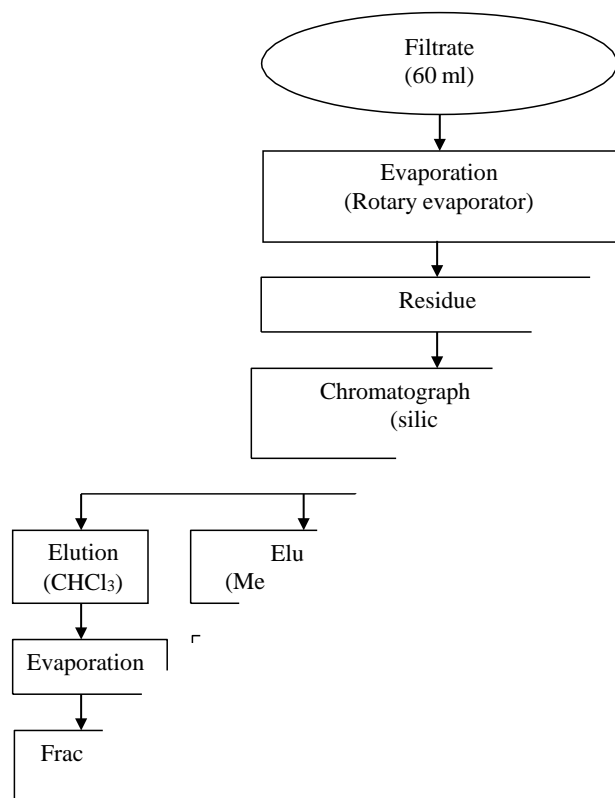 Filtrate
(60 ml)
Evaporation
(Rotary evaporator)
Residue
Chromatograph
(silic
Elution
(CHCl₃)
Elu
(Me
Evaporation
Frac